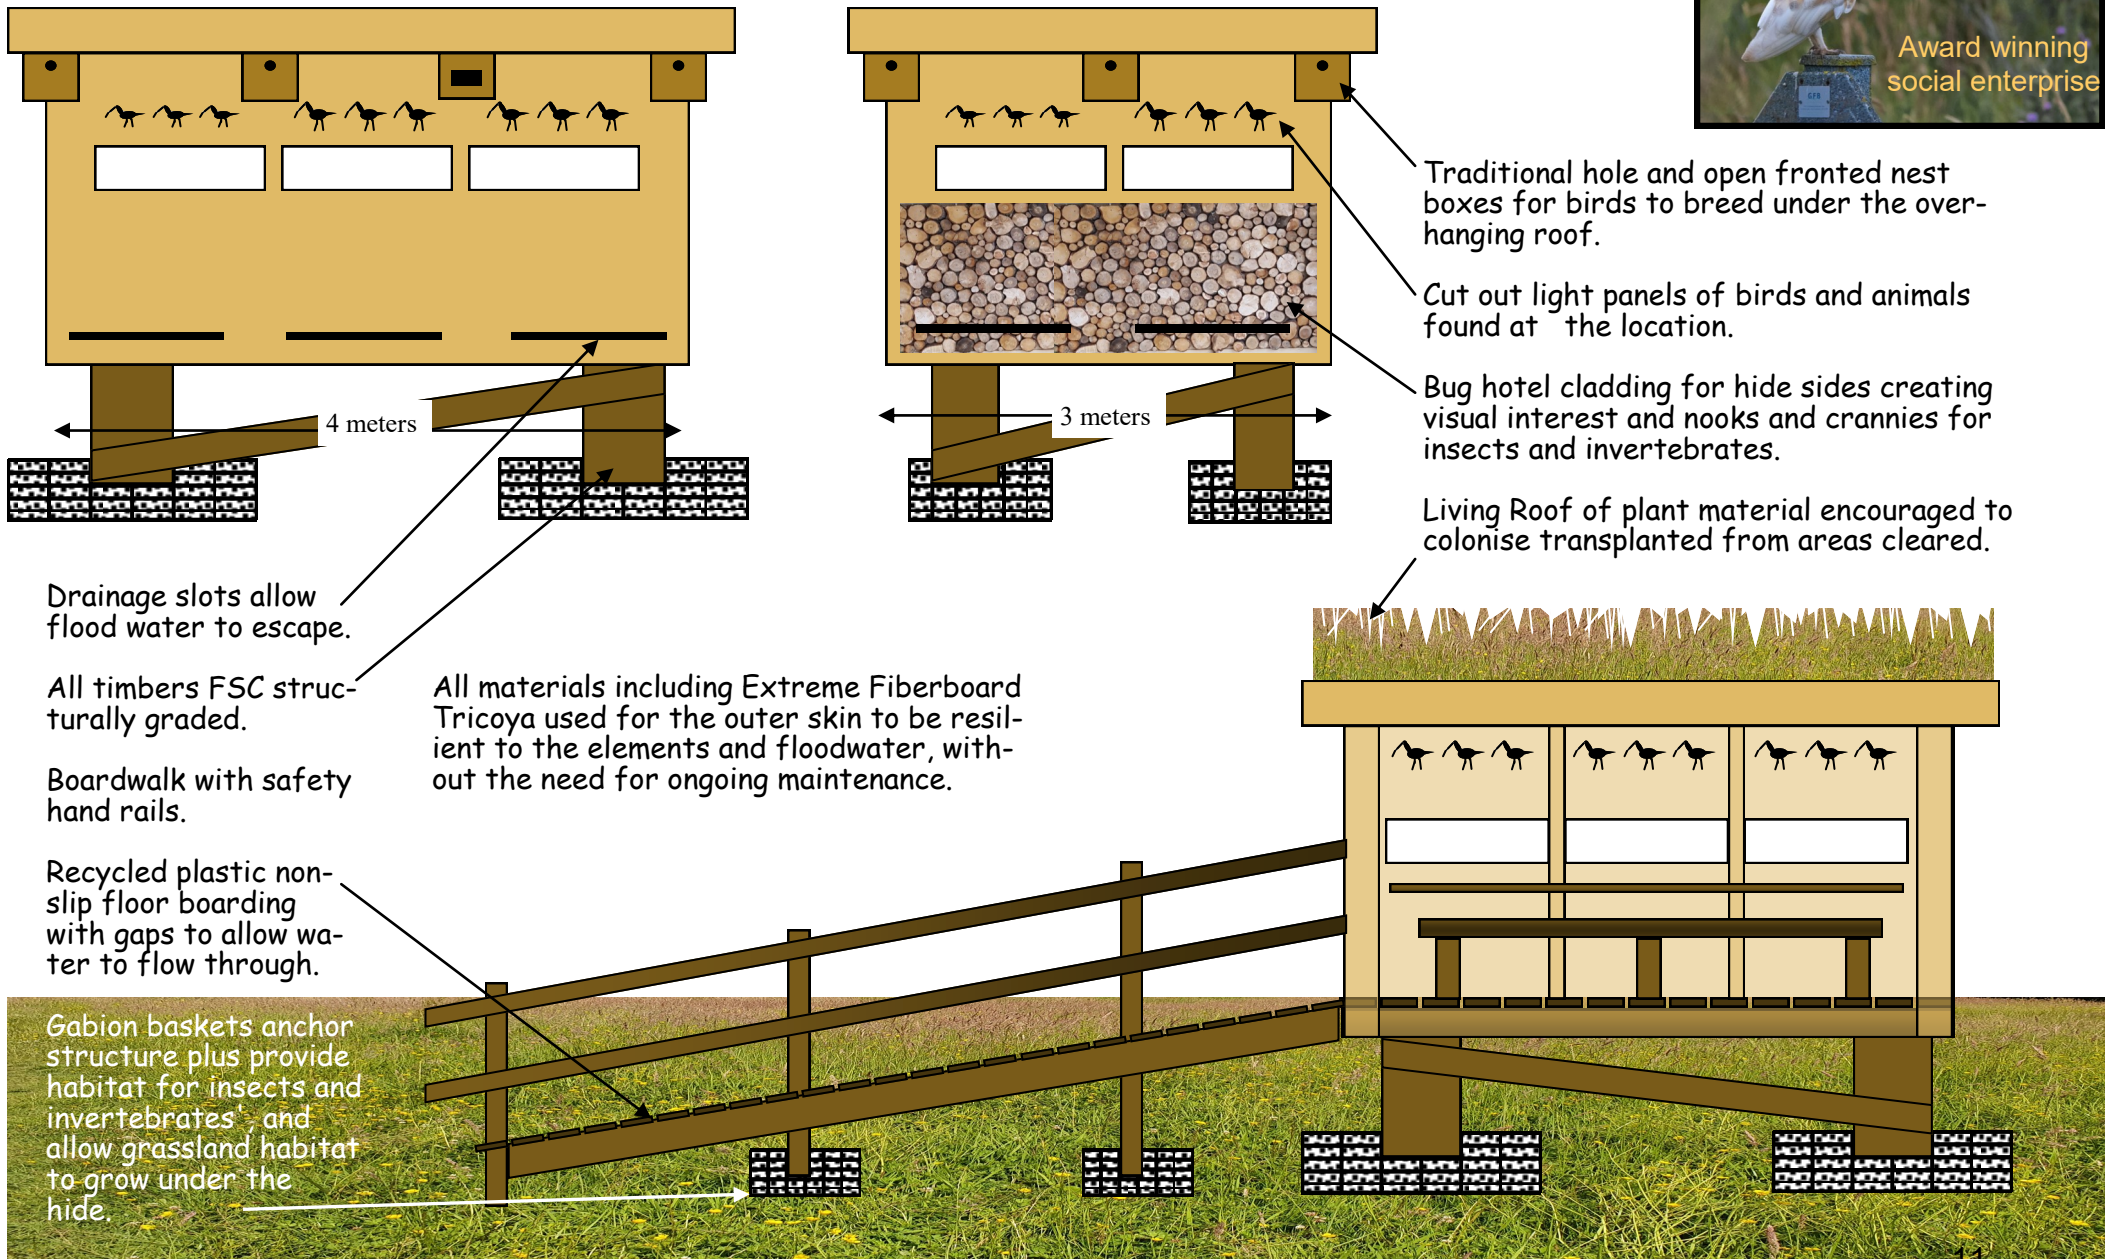 Award winning
social enterprise
Traditional hole and open fronted nest
boxes for birds to breed under the over-
hanging roof.
Cut out light panels of birds and animals
found at the location.
Bug hotel cladding for hide sides creating
visual interest and nooks and crannies for
insects and invertebrates.
Living Roof of plant material encouraged to
colonise transplanted from areas cleared.
4 meters
3 meters
Drainage slots allow
flood water to escape.
All timbers FSC struc-
turally graded.
Boardwalk with safety
hand rails.
Recycled plastic non-
slip floor boarding
with gaps to allow wa-
ter to flow through.
All materials including Extreme Fiberboard
Tricoya used for the outer skin to be resil-
ient to the elements and floodwater, with-
out the need for ongoing maintenance.
Gabion baskets anchor
structure plus provide
habitat for insects and
invertebrates', and
allow grassland habitat
to grow under the
hide.